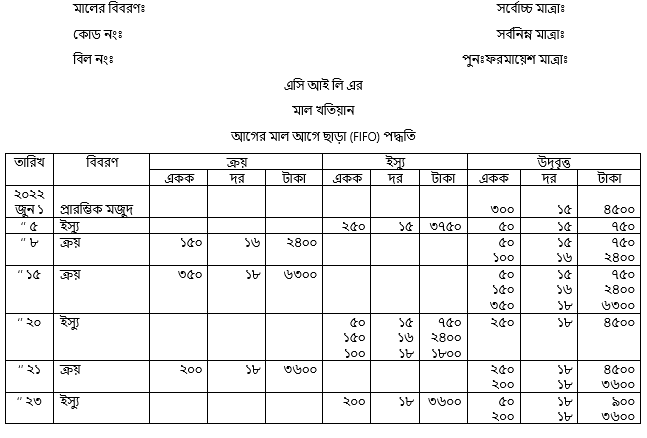 মালের বিবরণঃ সর্বোচ্চ মাত্রাঃ
কোড নংঃ সর্বনিম্ন মাত্রাঃ
বিল নংঃ পুনঃফরমায়েশ মাত্রাঃ
এসি আই লি এর
মাল খতিয়ান
আগের মাল আগে ছাড়া (FIFO) পদ্ধতি
তারিখ বিবরণ ক্রয় ইস্যু উদ্বৃত্ত
একক দর টাকা একক দর টাকা একক দর টাকা
২০২২
জুন ১ প্রারম্ভিক মজুদ ৩০০ ১৫ ৪৫০০
” ৫ ইস্যু ২৫০ ১৫ ৩৭৫০ ৫০ ১৫ ৭৫০
” ৮ ক্রয় ১৫০ ১৬ ২৪০০ ৫০ ১৫ ৭৫০
১০০ ১৬ ২৪০০
” ১৫ ক্রয় ৩৫০ ১৮ ৬৩০০ ৫০ ১৫ ৭৫০
১৫০ ১৬ ২৪০০
৩৫০ ১৮ ৬৩০০
” ২০ ইস্যু ৫০ ১৫ ৭৫০ ২৫০ ১৮ ৪৫০০
১৫০ ১৬ ২৪০০
১০০ ১৮ ১৮০০
” ২১ ক্রয় ২০০ ১৮ ৩৬০০ ২৫০ ১৮ ৪৫০০
২০০ ১৮ ৩৬০০
” ২৩ ইস্যু ২০০ ১৮ ৩৬০০ ৫০ ১৮ ৯০০
২০০ ১৮ ৩৬০০